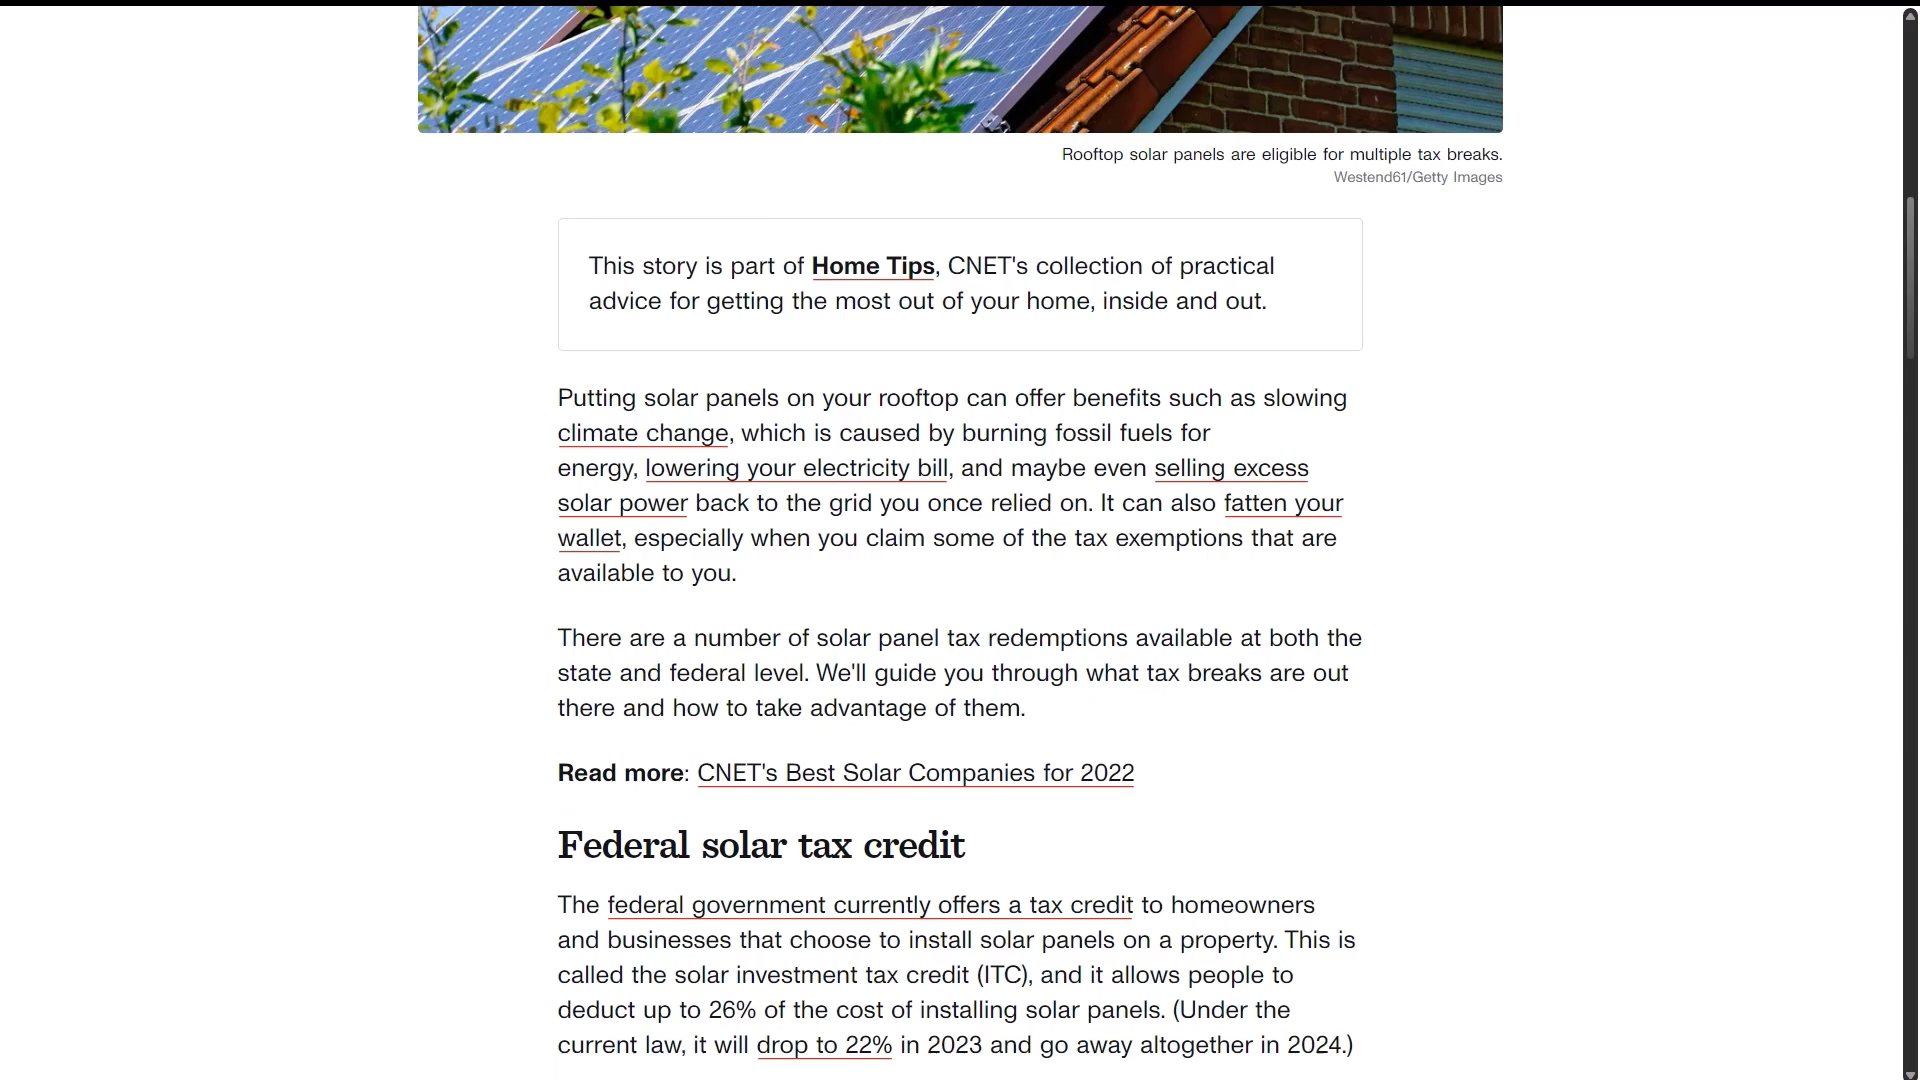 Rooftop solar panels are eligible for multiple tax breaks.
Westend61/Getty Images
This story is part of Home Tips, CNET's collection of practical
advice for getting the most out of your home, inside and out.
Putting solar panels on your rooftop can offer benefits such as slowing
climate change, which is caused by burning fossil fuels for
energy, lowering your electricity bill, and maybe even selling excess
solar power back to the grid you once relied on. It can also fatten your
wallet, especially when you claim some of the tax exemptions that are
available to you.
There are a number of solar panel tax redemptions available at both the
state and federal level. We'll guide you through what tax breaks are out
there and how to take advantage of them.
Read more: CNET's Best Solar Companies for 2022
Federal solar tax credit
The federal government currently offers a tax credit to homeowners
and businesses that choose to install solar panels on a property. This is
called the solar investment tax credit (ITC), and it allows people to
deduct up to 26% of the cost of installing solar panels. (Under the
current law, it will drop to 22% in 2023 and go away altogether in 2024.)